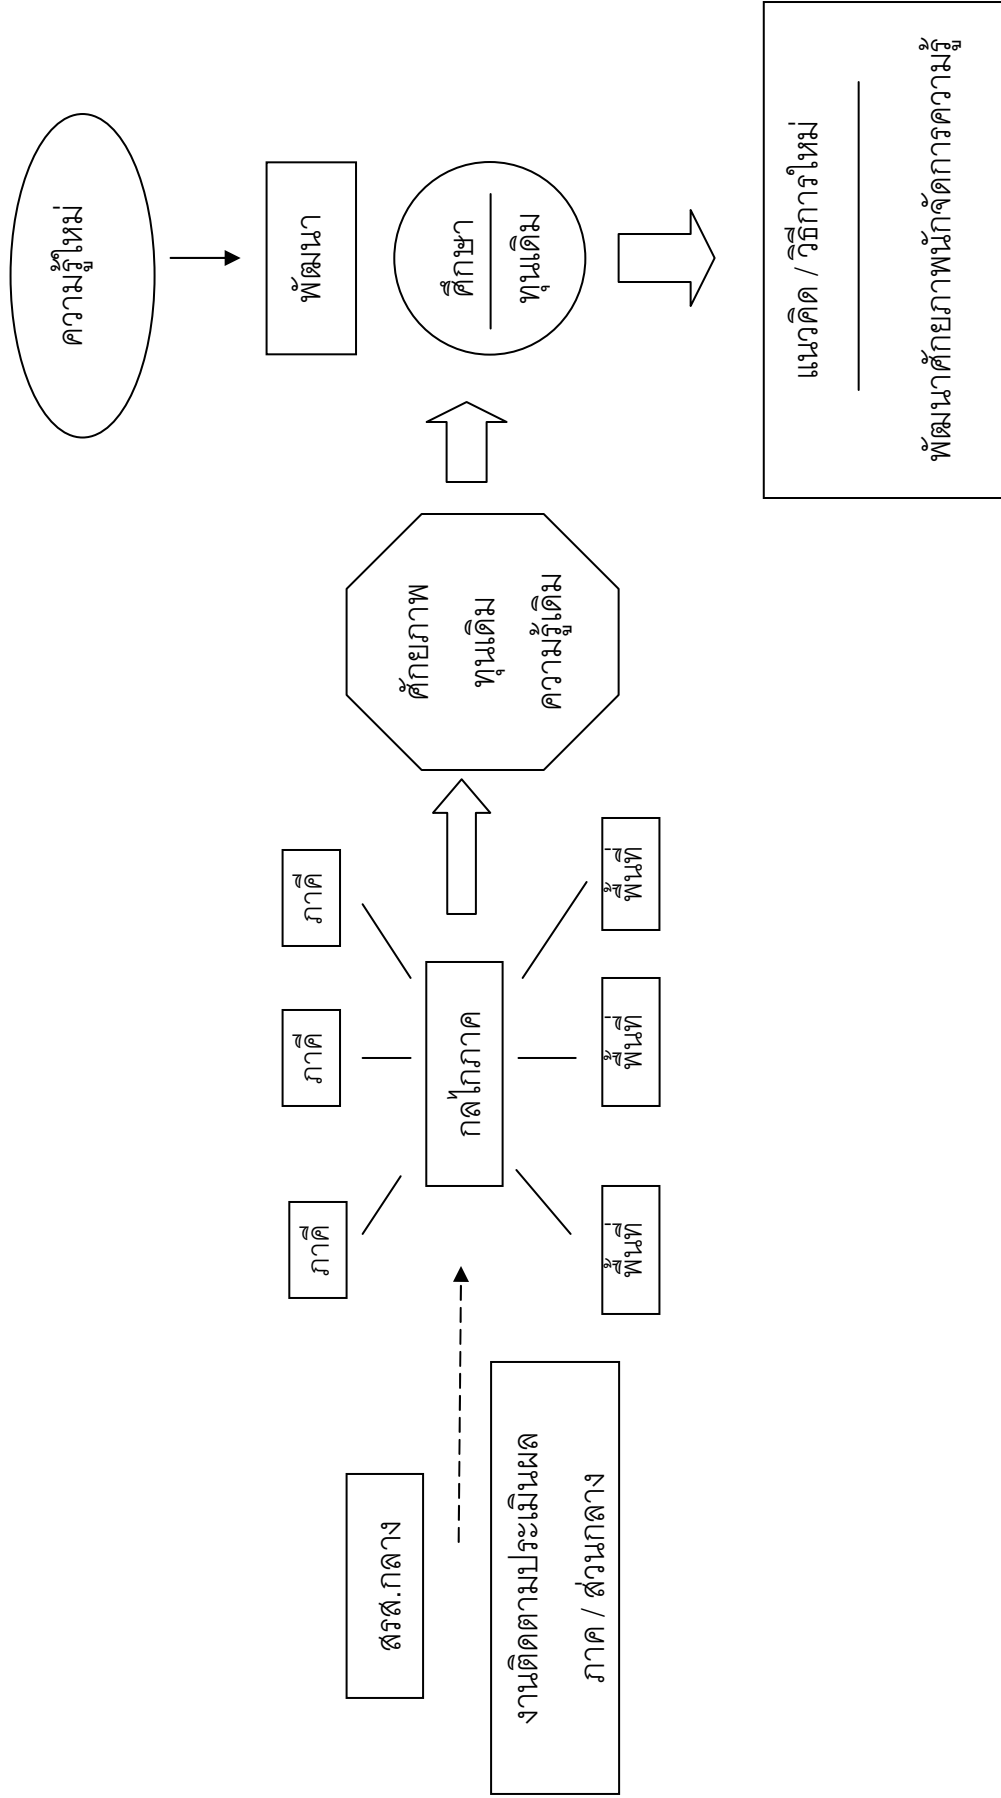 ความรู้ใหม่
ภาคี
ภาคี
ภาคี
พัฒนา
สรส.กลาง
กลไกภาค
ศักยภาพ
ทุนเดิม
ความรู้เดิม
ศึกษา
ทุนเดิม
งานติดตามประเมินผล
ภาค / ส่วนกลาง
พื้นที่
พื้นที่
พื้นที่
แนวคิด / วิธีการใหม่
พัฒนาศักยภาพนักจัดการความรู้